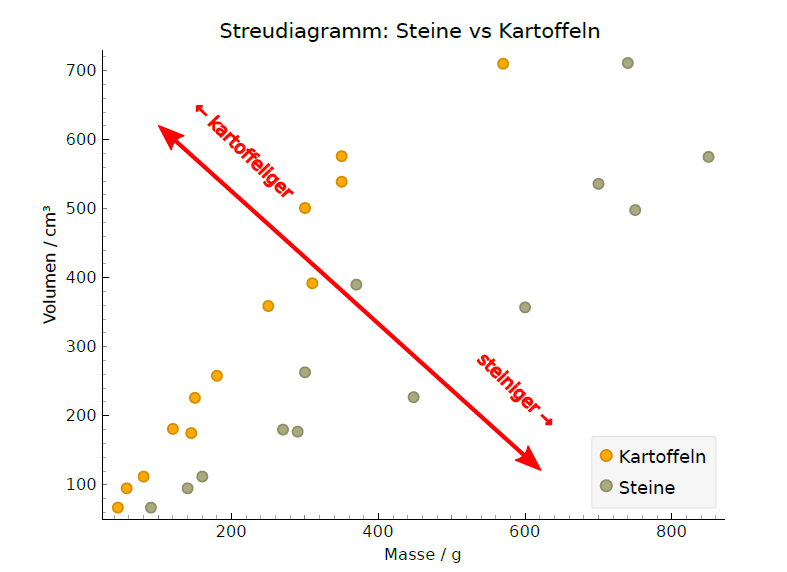 Streudiagramm: Steine vs Kartoffeln
700
600
500
400
300
200
100
Volumen / cm³
← Kartoffeliger
steiniger →
Kartoffeln
Steine
200
400
600
800
Masse / g